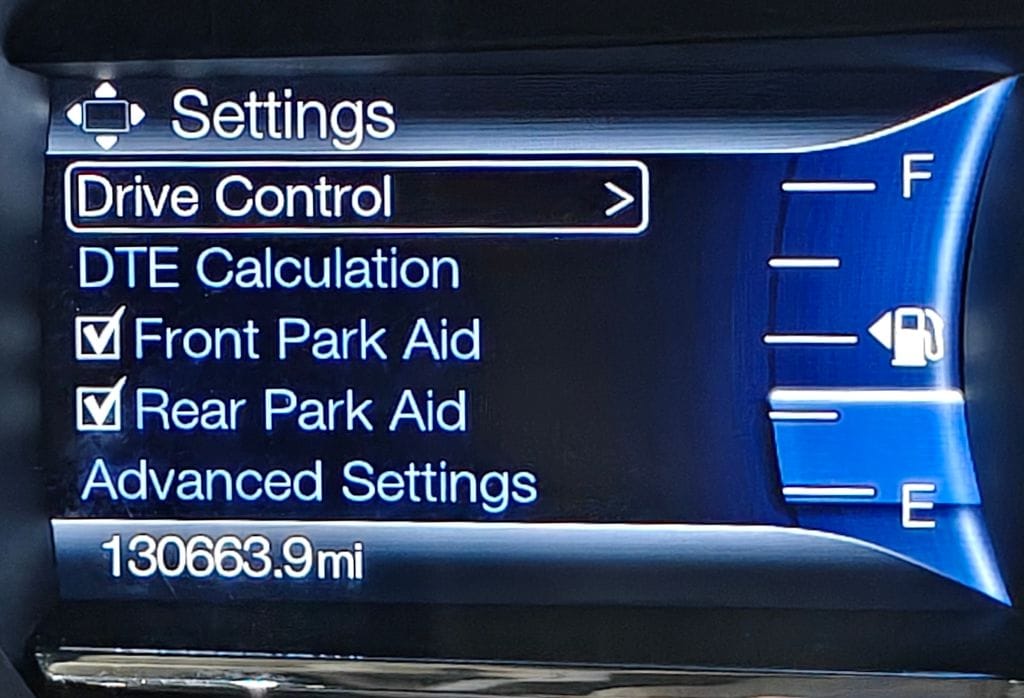 Settings
Drive Control >
DTE Calculation
Front Park Aid
Rear Park Aid
Advanced Settings
130663.9mi
F
E